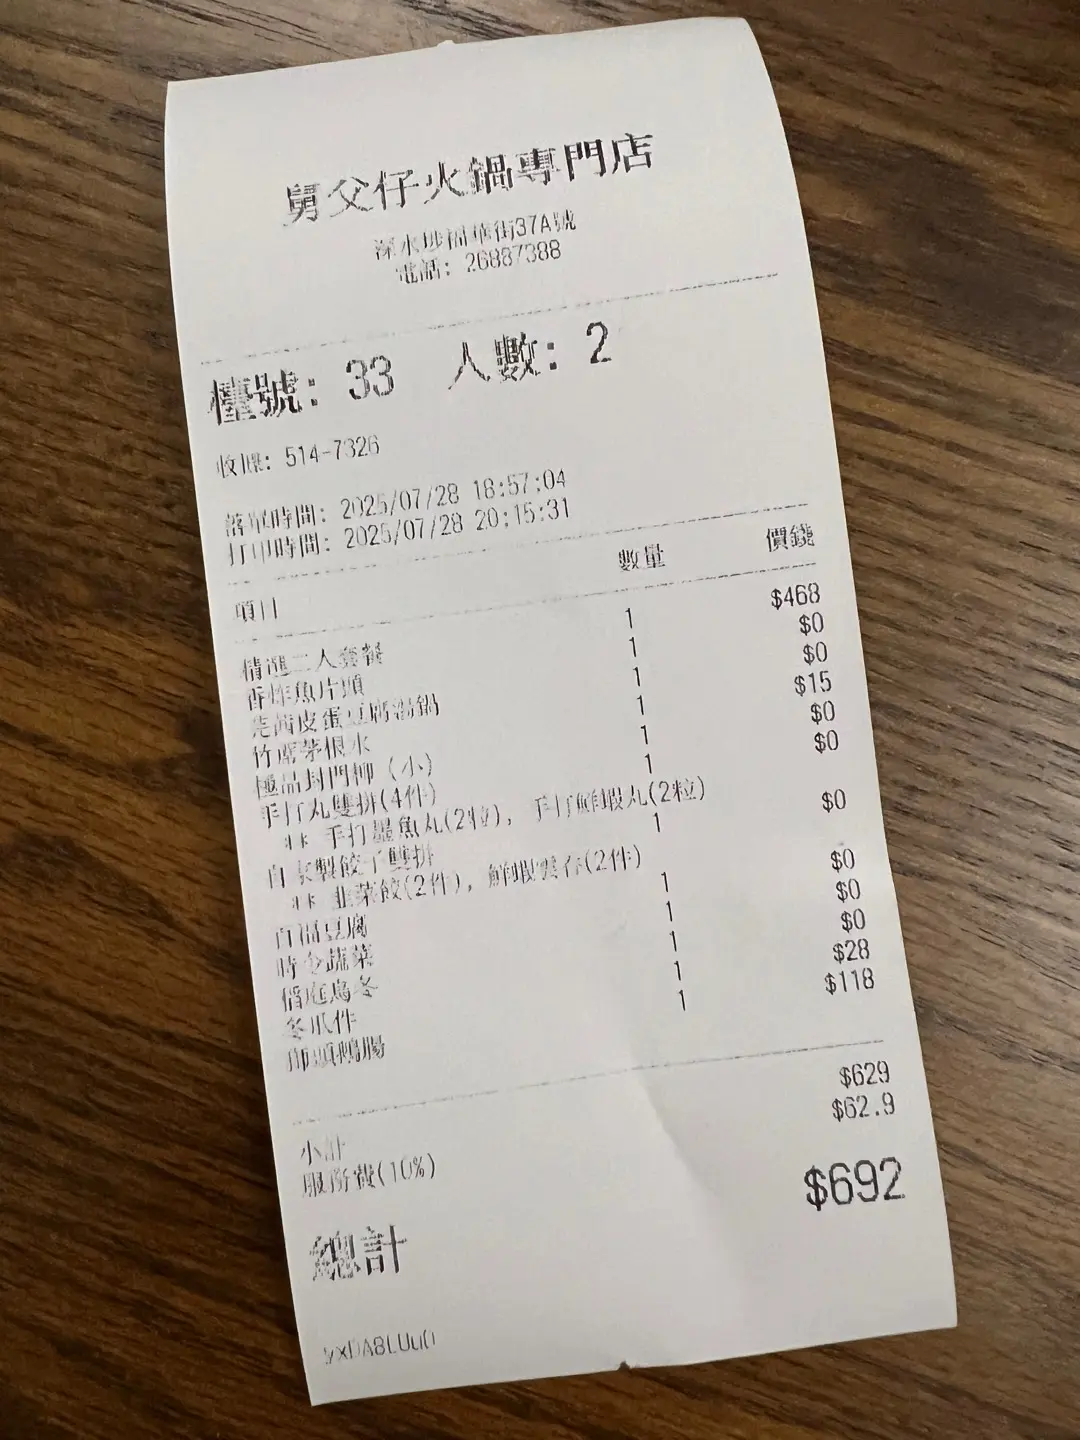 舅父仔火鍋專門店
深水埗福華街37A號
電話: 26887388
檯號: 33 人數: 2
收據: 514-7326
落單時間: 2025/07/28 18:57:04
打印時間: 2025/07/28 20:15:31
項目 數量 價錢
精選二人套餐 1 $468
香炸魚片頭 1 $0
芫茜皮蛋豆腐湯鍋 1 $0
竹蔗茅根水 1 $15
極品封門柳 (小) 1 $0
手打丸雙拼(4件) 1 $0
手打墨魚丸(2粒), 手打鮮蝦丸(2粒)
自家製餃子雙拼 1 $0
韭菜餃(2件), 鮮蝦雲吞(2件)
百福豆腐 1 $0
時令蔬菜 1 $0
稻庭烏冬 1 $0
冬瓜件 1 $28
獅頭鵝腸 1 $118
小計 $629
服務費(10%) $62.9
總計 $692